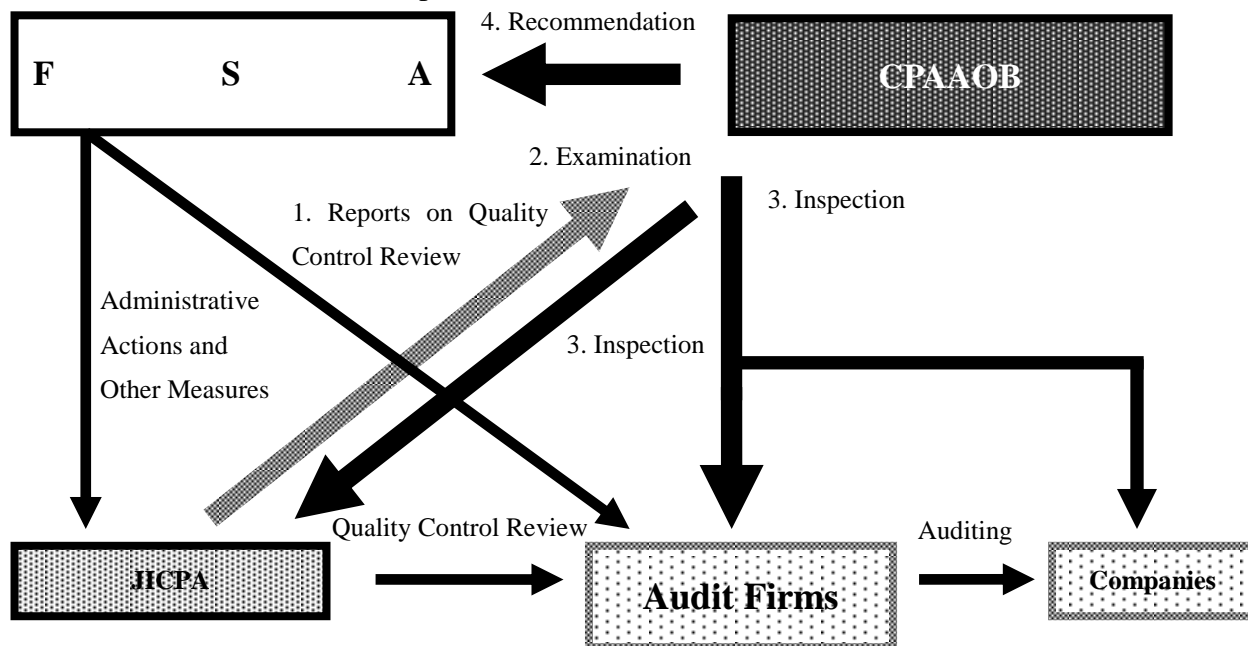 4. Recommendation
F S A
CPAAOB
2. Examination
3. Inspection
1. Reports on Quality
Control Review
Administrative
Actions and
Other Measures
3. Inspection
Quality Control Review
Auditing
JICPA
Audit Firms
Companies